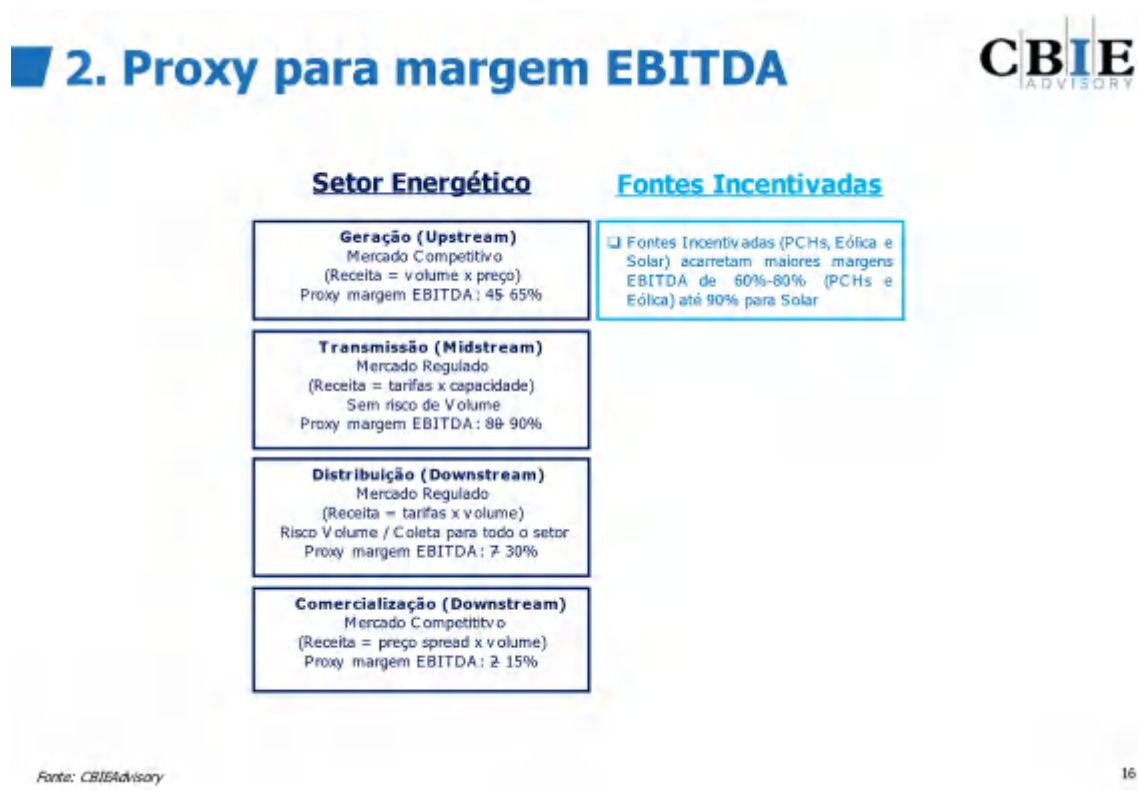 2. Proxy para margem EBITDA
CBIE
ADVISORY
Setor Energético
Geração (Upstream)
Mercado Competitivo
(Receita = volume x preço)
Proxy margem EBITDA: 45-65%
Transmissão (Midstream)
Mercado Regulado
(Receita = tarifas x capacidade)
Sem risco de Volume
Proxy margem EBITDA: 80-90%
Distribuição (Downstream)
Mercado Regulado
(Receita = tarifas x volume)
Risco Volume / Coleta para todo o setor
Proxy margem EBITDA: 7-30%
Comercialização (Downstream)
Mercado Competititvo
(Receita = preço spread x volume)
Proxy margem EBITDA: 2-15%
Fontes Incentivadas
❑ Fontes Incentivadas (PCHs, Eólica e
Solar) acarretam maiores margens
EBITDA de 60%-80% (PCHs e
Eólica) até 90% para Solar
Fonte: CBIEAdvisory
16